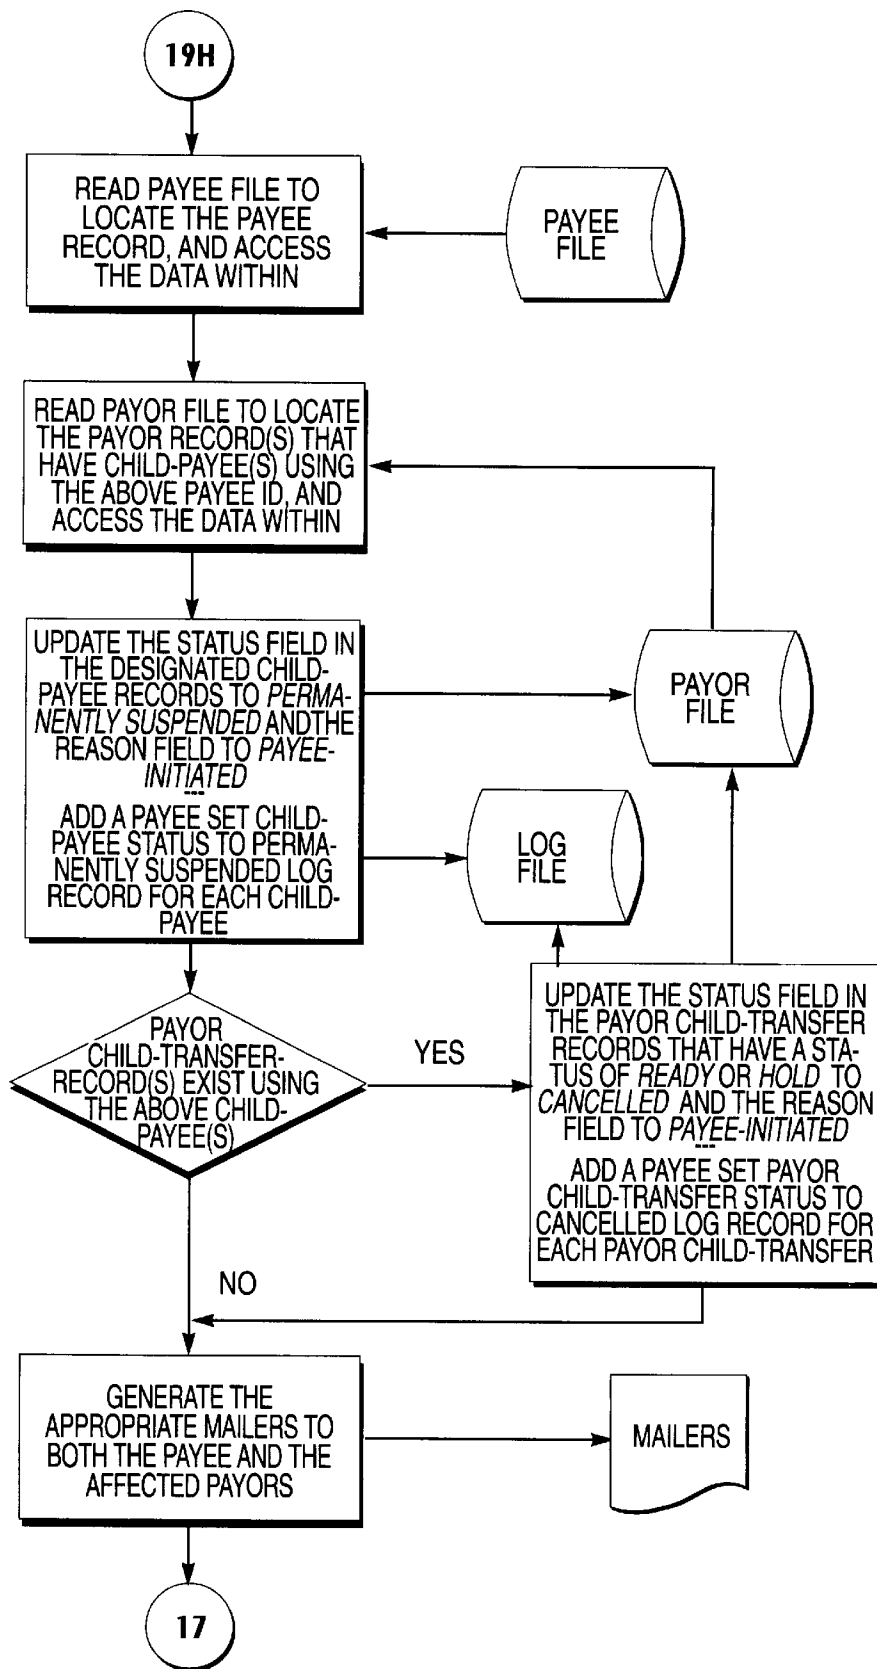 19H
READ PAYEE FILE TO
LOCATE THE PAYEE
RECORD, AND ACCESS
THE DATA WITHIN
PAYEE
FILE
READ PAYOR FILE TO LOCATE
THE PAYOR RECORD(S) THAT
HAVE CHILD-PAYEE(S) USING
THE ABOVE PAYEE ID, AND
ACCESS THE DATA WITHIN
UPDATE THE STATUS FIELD IN
THE DESIGNATED CHILD-
PAYEE RECORDS TO PERMA-
NENTLY SUSPENDED ANDTHE
REASON FIELD TO PAYEE-
INITIATED
---
ADD A PAYEE SET CHILD-
PAYEE STATUS TO PERMA-
NENTLY SUSPENDED LOG
RECORD FOR EACH CHILD-
PAYEE
PAYOR
FILE
LOG
FILE
PAYOR
CHILD-TRANSFER-
RECORD(S) EXIST USING
THE ABOVE CHILD-
PAYEE(S)
YES
UPDATE THE STATUS FIELD IN
THE PAYOR CHILD-TRANSFER
RECORDS THAT HAVE A STA-
TUS OF READY OR HOLD TO
CANCELLED AND THE REASON
FIELD TO PAYEE-INITIATED
---
ADD A PAYEE SET PAYOR
CHILD-TRANSFER STATUS TO
CANCELLED LOG RECORD FOR
EACH PAYOR CHILD-TRANSFER
NO
GENERATE THE
APPROPRIATE MAILERS TO
BOTH THE PAYEE AND THE
AFFECTED PAYORS
MAILERS
17